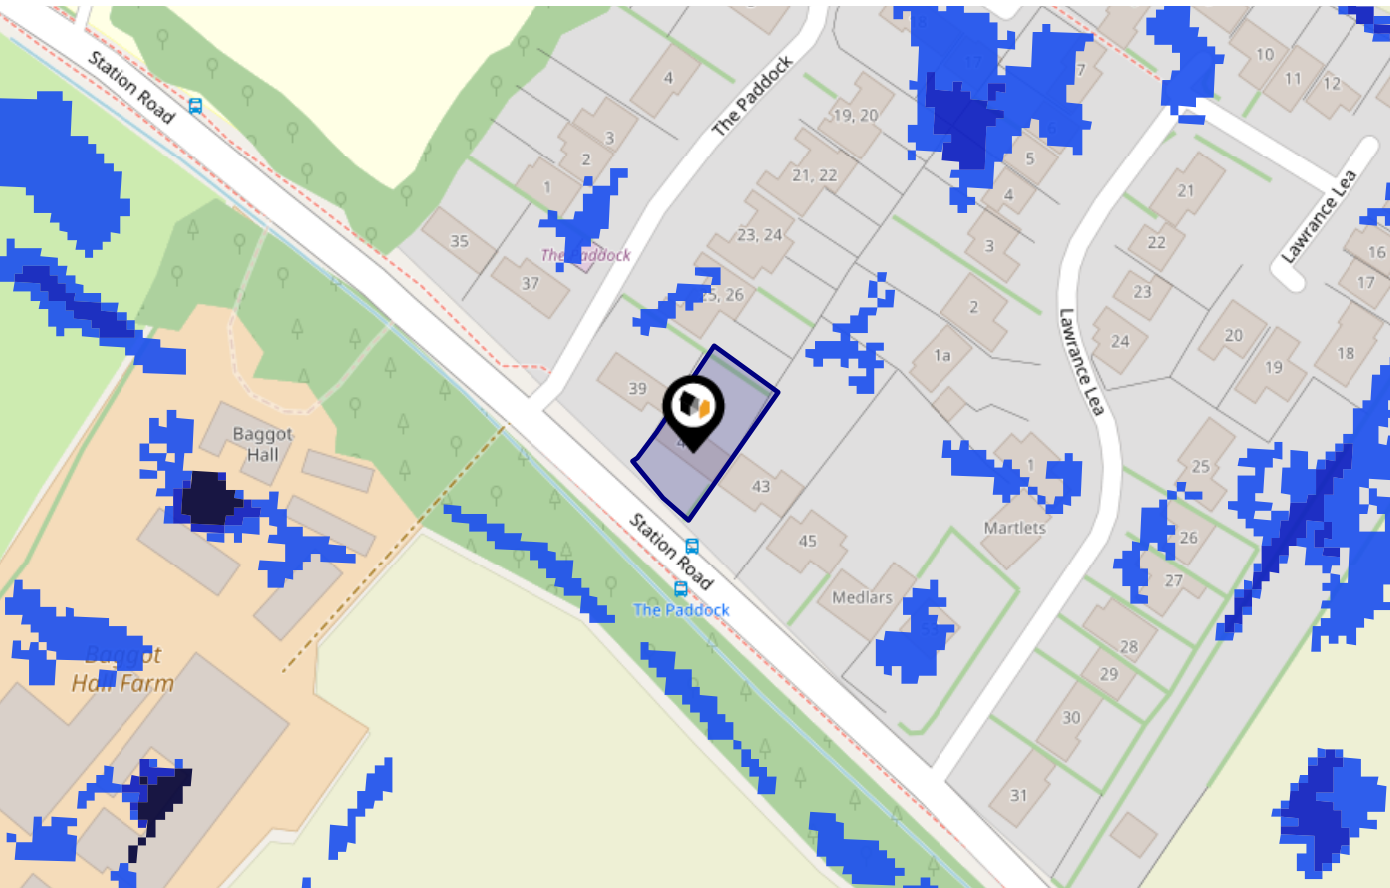 Station Road
4
3
2
1
The Paddock
35
37
The Paddock
19, 20
21, 22
23, 24
25, 26
18
17
7
6
5
4
3
2
1a
10
11
12
21
22
23
24
Lawrance Lea
Lawrance Lea
16
17
18
19
20
39
43
45
Station Road
The Paddock
Medlars
Martlets
1
25
26
27
28
29
30
31
Baggot
Hall
Baggot
Hall Farm